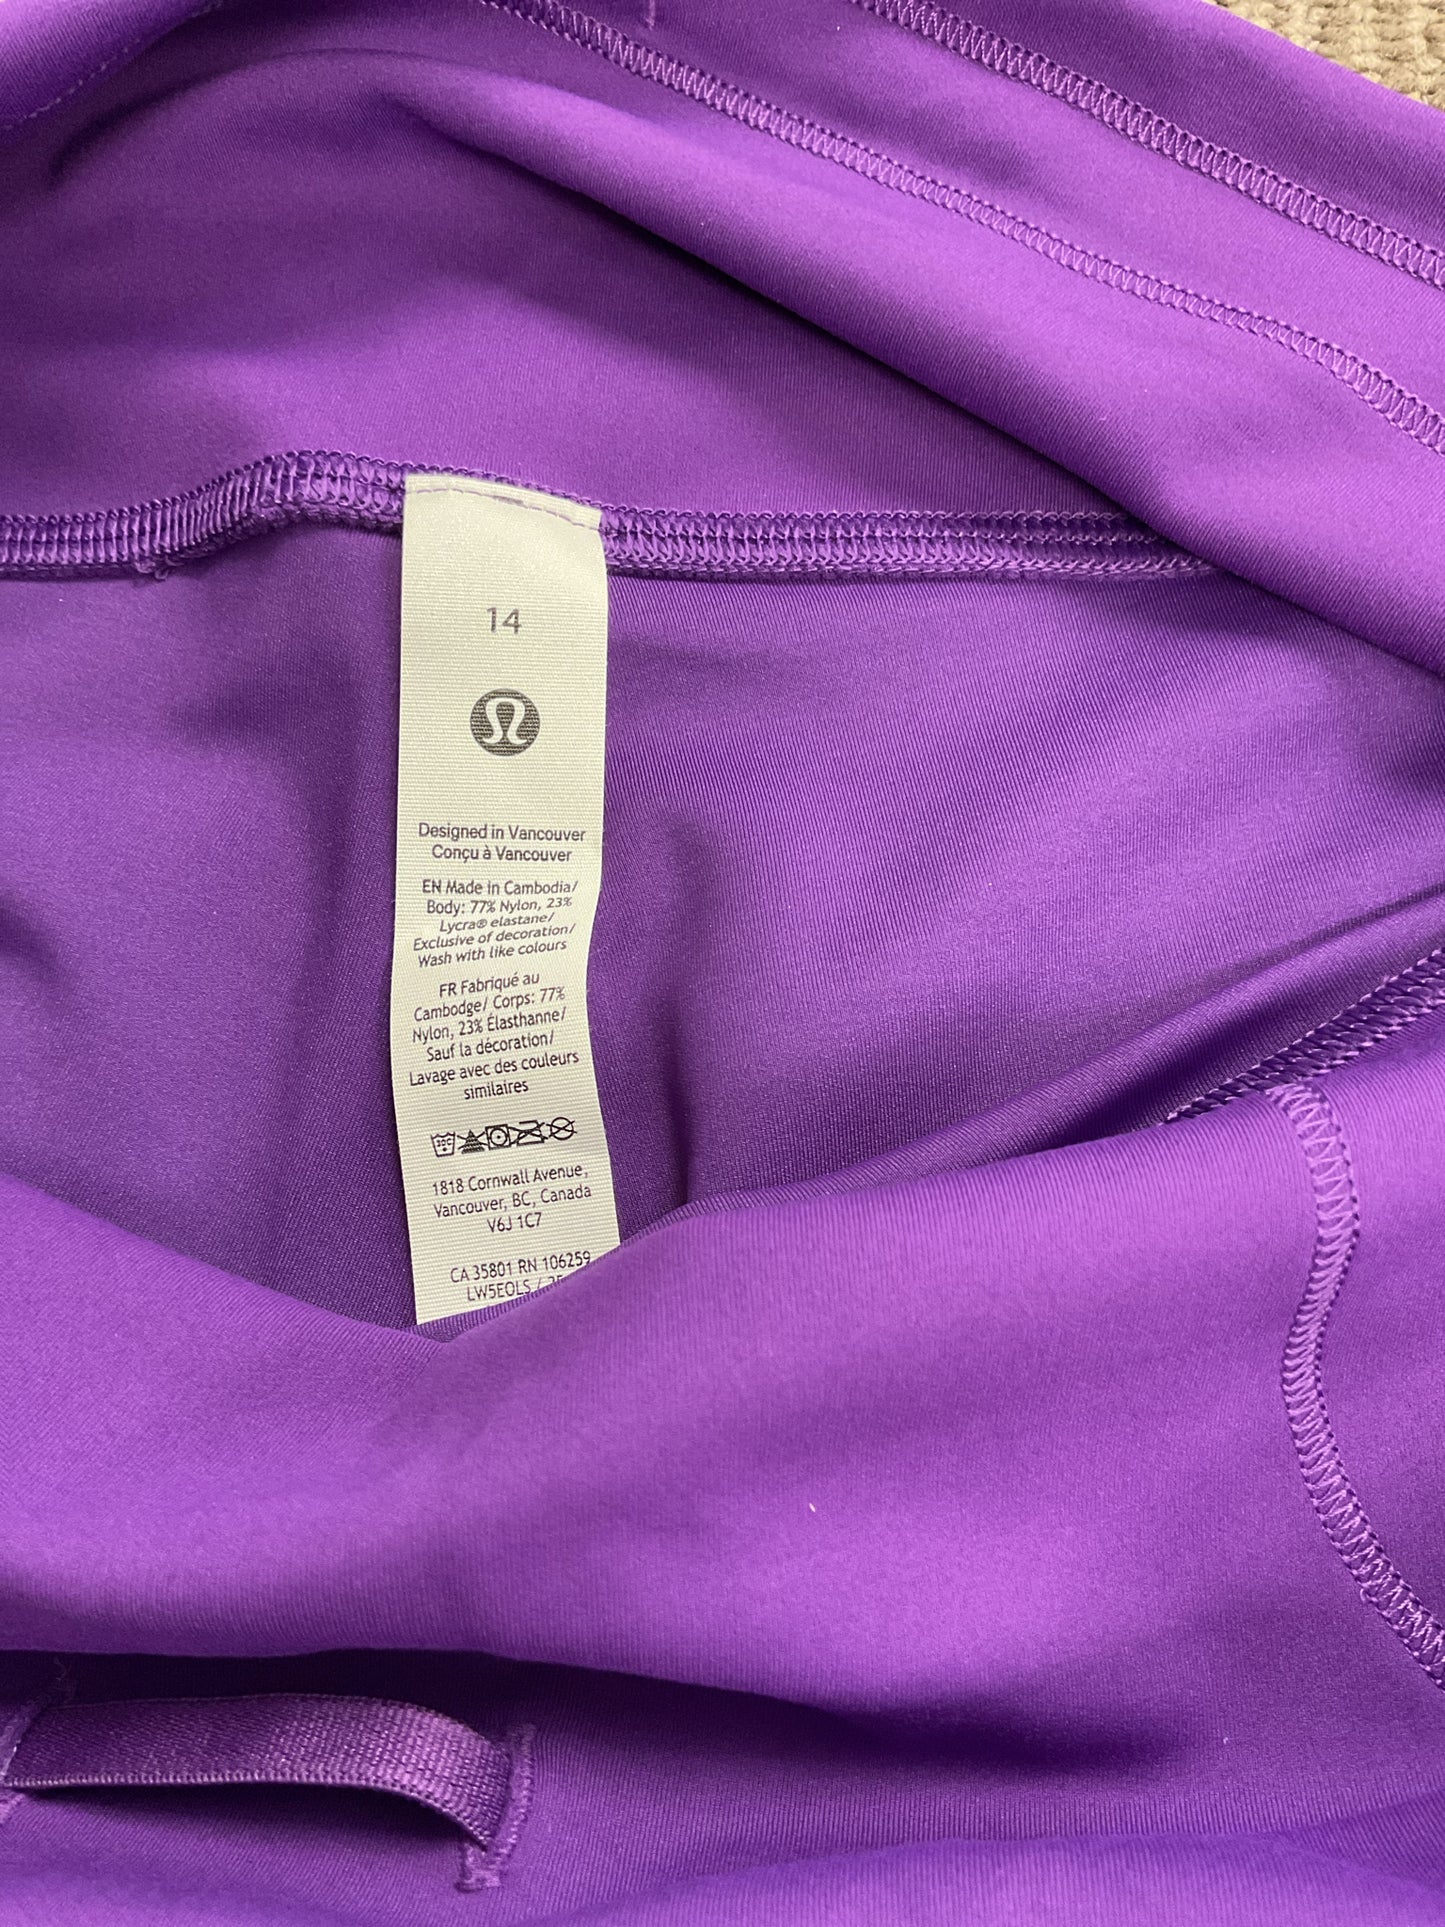 14
Designed in Vancouver
Conçu à Vancouver
EN Made in Cambodia/
Body: 77% Nylon, 23%
Lycra® elastane/
Exclusive of decoration/
Wash with like colours
FR Fabriqué au
Cambodge/ Corps: 77%
Nylon, 23% Élasthanne/
Sauf la décoration/
Lavage avec des couleurs
similaires
30C
1818 Cornwall Avenue,
Vancouver, BC, Canada
V6J 1C7
CA 35801 RN 106259
LW5EOLS /